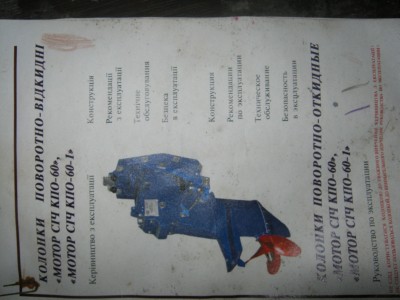 КОЛОНКИ ПОВОРОТНО-ВІДКИДНІ
«МОТОР СІЧ КПО-60»,
«МОТОР СІЧ КПО-60-1»
Керівництво з експлуатації
Конструкція
Рекомендації
з експлуатації
Технічне
обслуговування
Безпека
в експлуатації
Конструкция
Рекомендации
по эксплуатации
Техническое
обслуживание
Безопасность
в эксплуатации
КОЛОНКИ ПОВОРОТНО-ОТКИДНЫЕ
«МОТОР СІЧ КПО-60»,
«МОТОР СІЧ КПО-60-1»
Руководство по эксплуатации